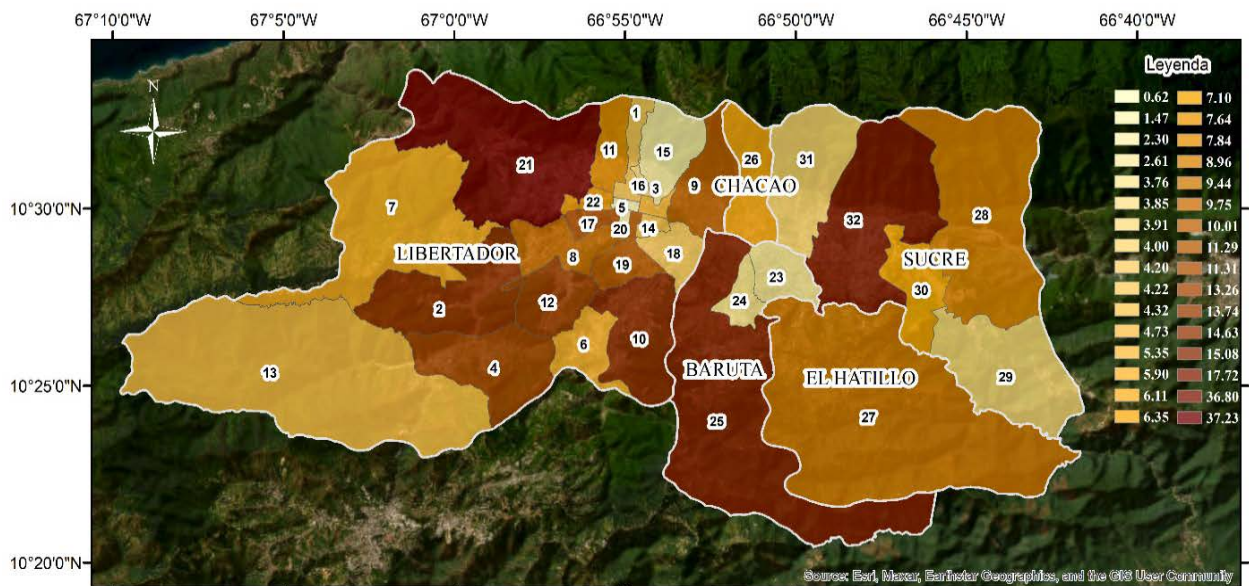 67°10'0"W 67°5'0"W 67°0'0"W 66°55'0"W 66°50'0"W 66°45'0"W 66°40'0"W
N
Leyenda
0.62 7.10
1.47 7.64
2.30 7.84
2.61 8.96
3.76 9.44
3.85 9.75
3.91 10.01
4.00 11.29
4.20 11.31
4.22 13.26
4.32 13.74
4.73 14.63
5.35 15.08
5.90 17.72
6.11 36.80
6.35 37.23
10°30'0"N
10°25'0"N
10°20'0"N
1
11 15 26 31
21
16 3 9 CHACAO
7 22 5 28
17 20 14 32
LIBERTADOR 8 18 SUCRE
19 23
2 12 24 30
10
6 BARUTA EL HATILLO 29
13 4
25 27
Source: Esri, Maxar, Earthstar Geographics, and the GIS User Community